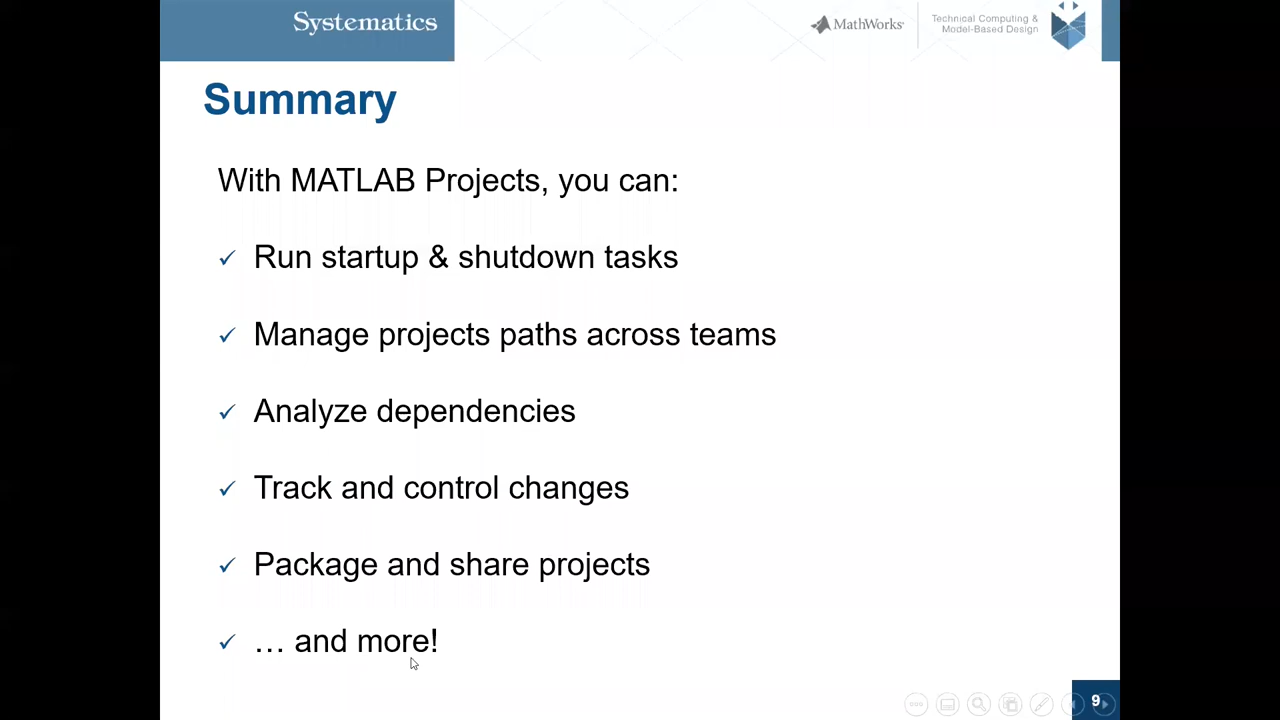 Systematics
MathWorks®
Technical Computing &
Model-Based Design
Summary
With MATLAB Projects, you can:
✓ Run startup & shutdown tasks
✓ Manage projects paths across teams
✓ Analyze dependencies
✓ Track and control changes
✓ Package and share projects
✓ … and more!
9